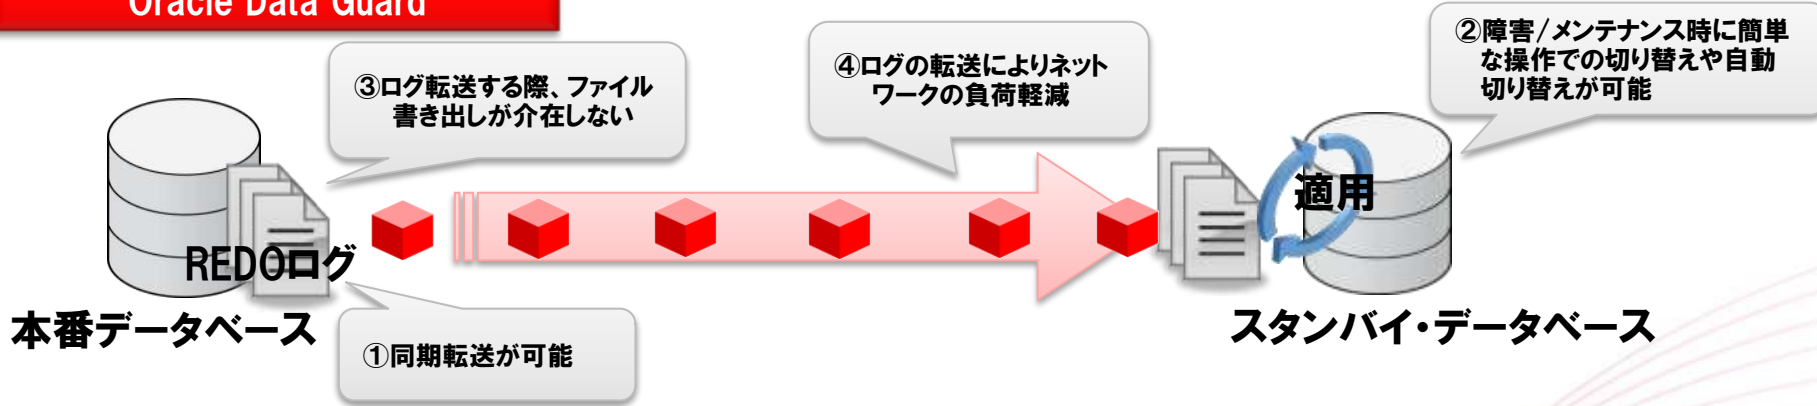 Oracle Data Guard
③ログ転送する際、ファイル
書き出しが介在しない
④ログの転送によりネット
ワークの負荷軽減
②障害/メンテナンス時に簡単
な操作での切り替えや自動
切り替えが可能
適用
REDOログ
本番データベース
スタンバイ・データベース
①同期転送が可能